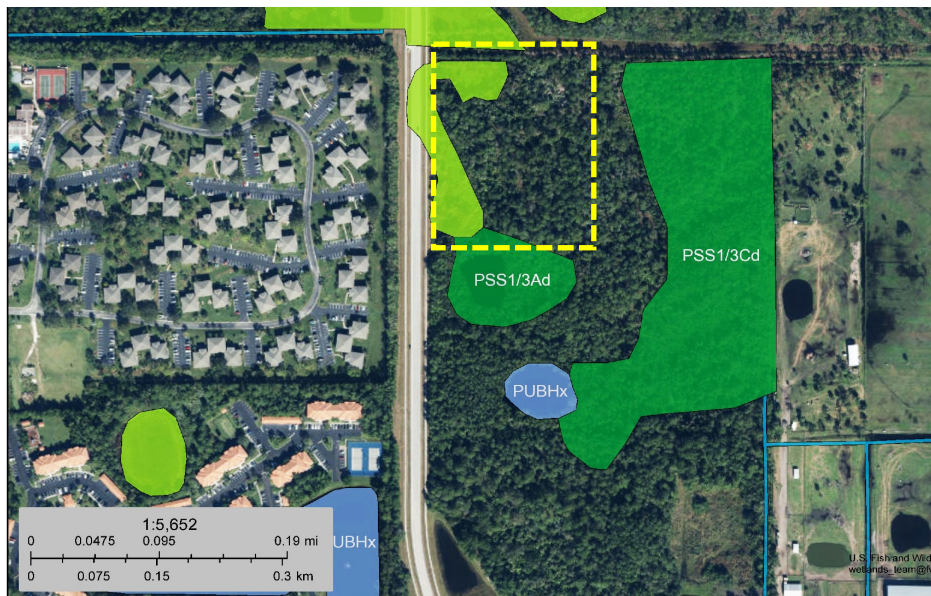 PSS1/3Cd
PSS1/3Ad
PUBHx
UBHx
1:5,652
0 0.0475 0.095 0.19 mi
0 0.075 0.15 0.3 km
U.S. Fish and Wild
wetlands_team@fv